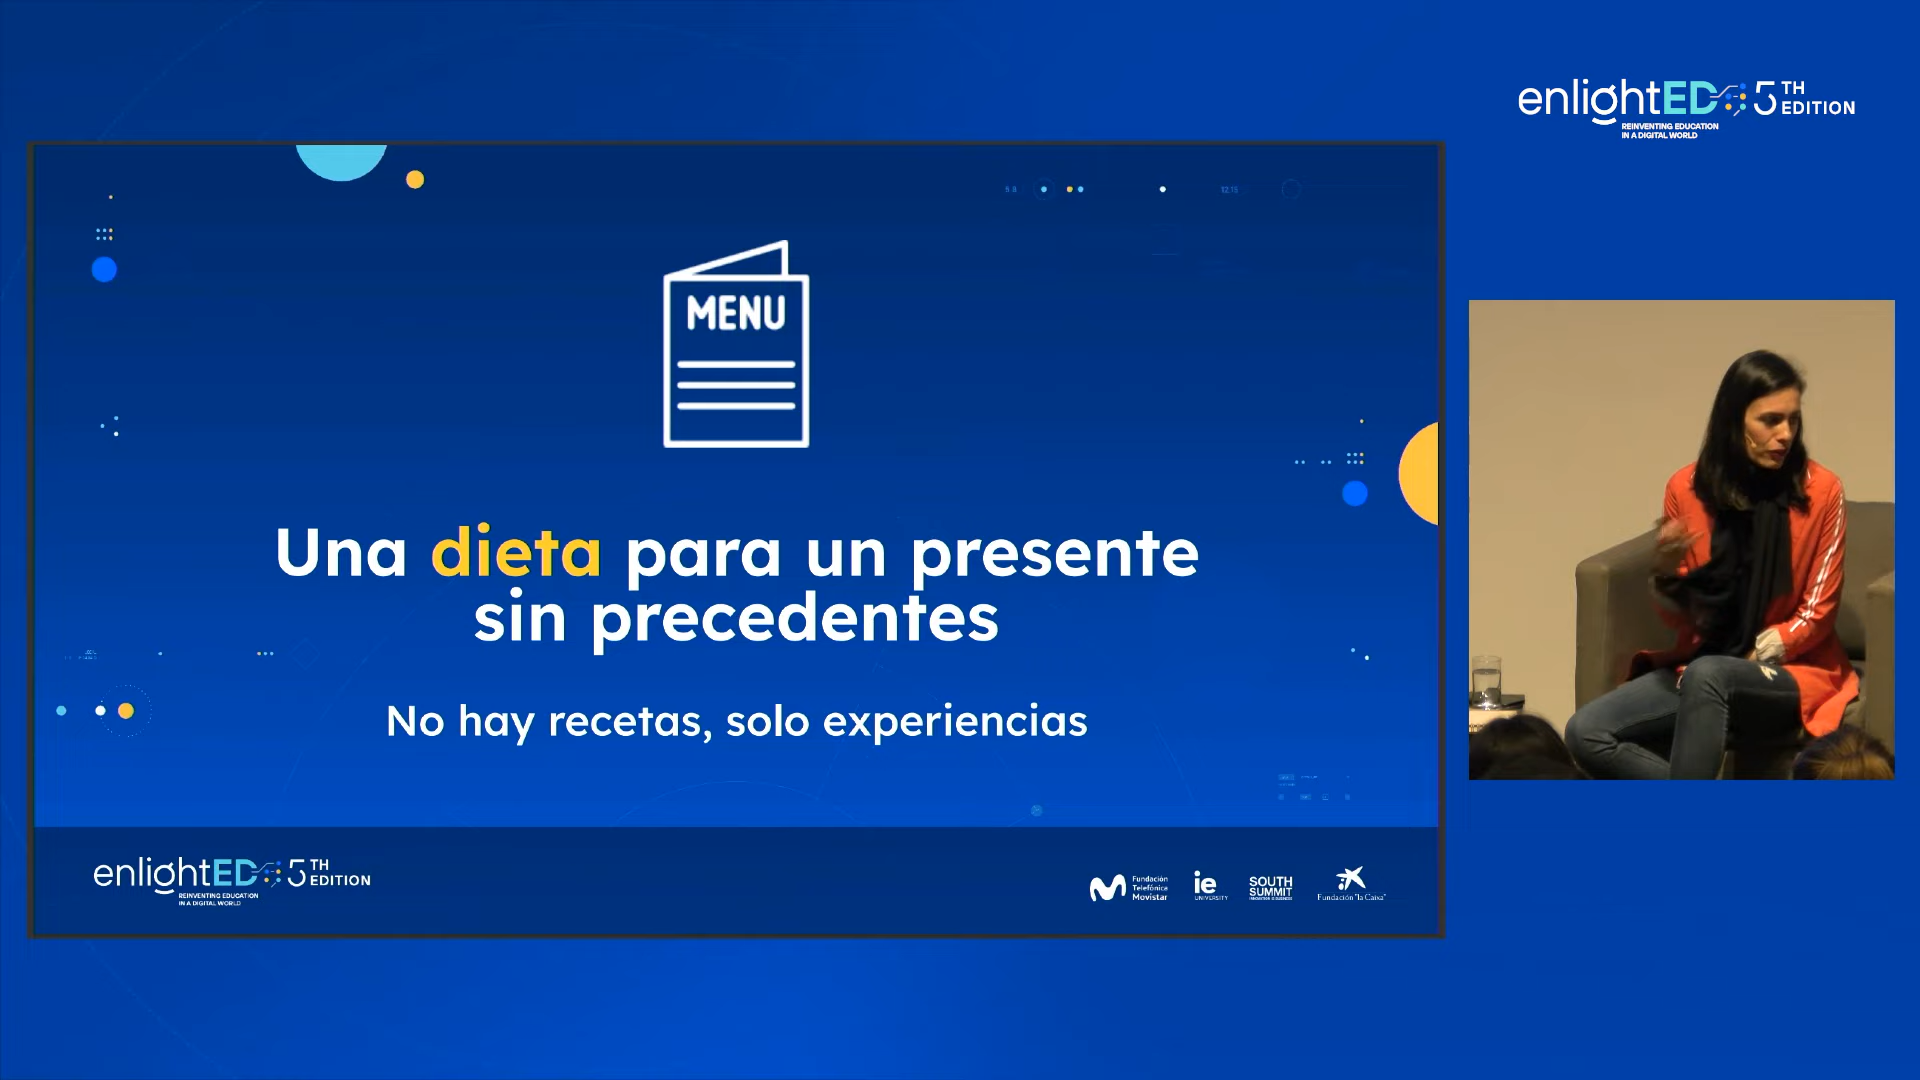 enlightED 5TH EDITION
REINVENTING EDUCATION
IN A DIGITAL WORLD
MENU
Una dieta para un presente
sin precedentes
No hay recetas, solo experiencias
enlightED 5TH EDITION
REINVENTING EDUCATION
IN A DIGITAL WORLD
Fundación
Telefónica
Movistar
ie
UNIVERSITY
SOUTH
SUMMIT
Fundación "la Caixa"